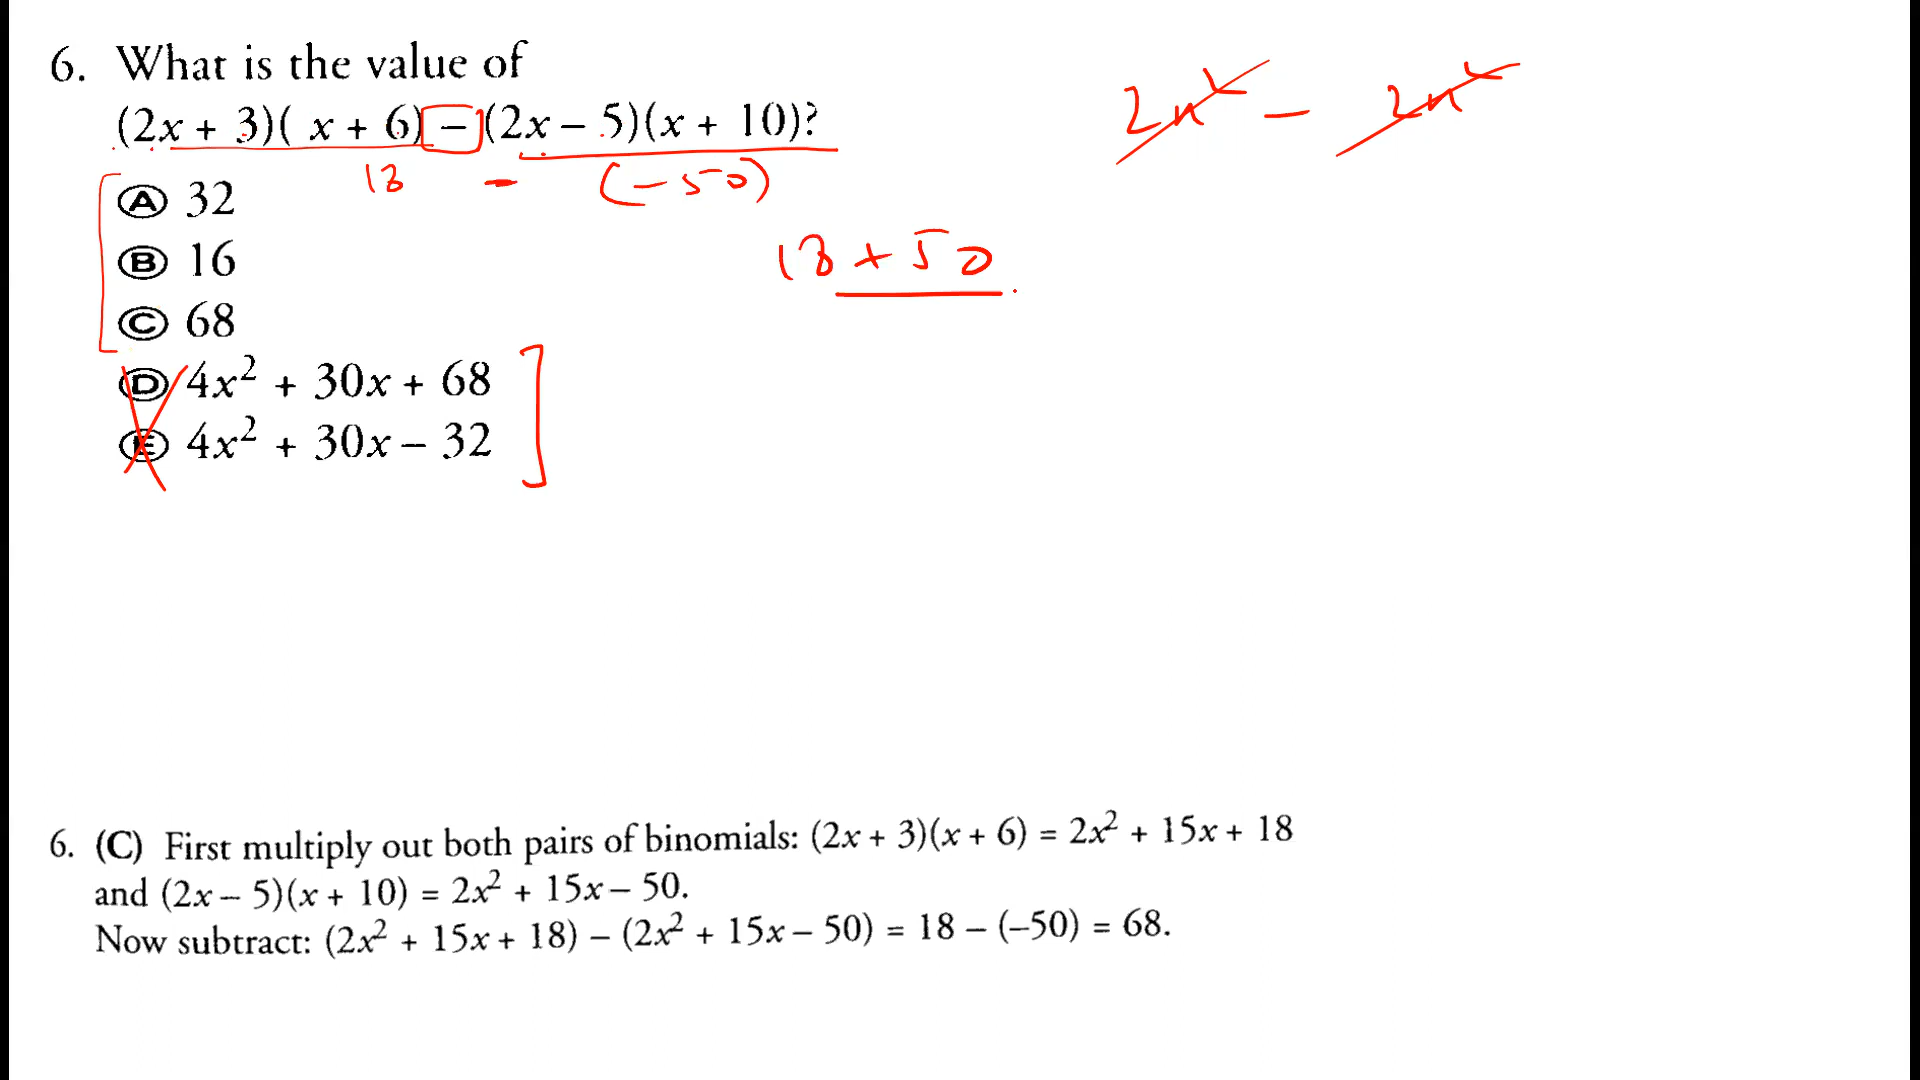 6. What is the value of
(2x + 3)( x + 6) – (2x – 5)(x + 10)?
18 - (-50)
2x² - 2x²
18 + 50
A 32
B 16
C 68
D 4x² + 30x + 68
E 4x² + 30x – 32
6. (C) First multiply out both pairs of binomials: (2x + 3)(x + 6) = 2x² + 15x + 18
and (2x – 5)(x + 10) = 2x² + 15x – 50.
Now subtract: (2x² + 15x + 18) – (2x² + 15x – 50) = 18 – (–50) = 68.